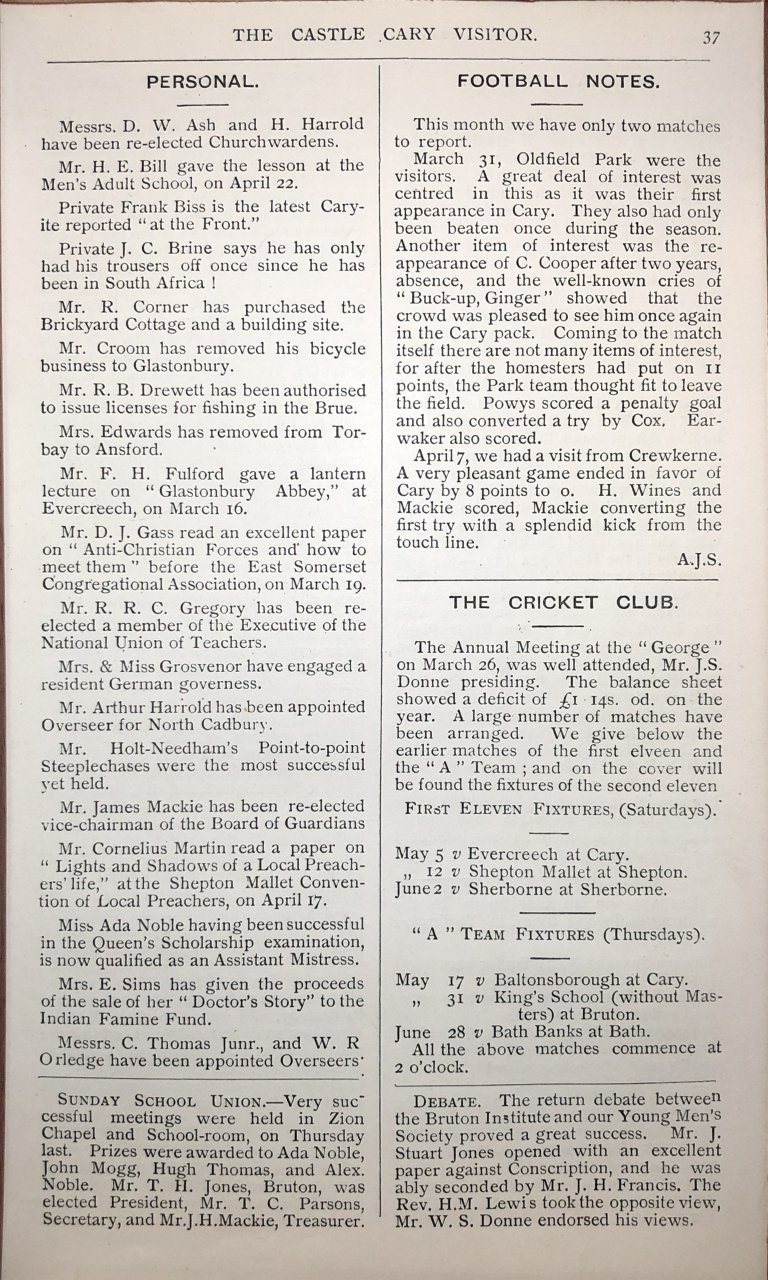 THE CASTLE CARY VISITOR.
37
PERSONAL.
Messrs. D. W. Ash and H. Harrold
have been re-elected Churchwardens.
Mr. H. E. Bill gave the lesson at the
Men's Adult School, on April 22.
Private Frank Biss is the latest Cary-
ite reported "at the Front."
Private J. C. Brine says he has only
had his trousers off once since he has
been in South Africa !
Mr. R. Corner has purchased the
Brickyard Cottage and a building site.
Mr. Croom has removed his bicycle
business to Glastonbury.
Mr. R. B. Drewett has been authorised
to issue licenses for fishing in the Brue.
Mrs. Edwards has removed from Tor-
bay to Ansford.
Mr. F. H. Fulford gave a lantern
lecture on "Glastonbury Abbey," at
Evercreech, on March 16.
Mr. D. J. Gass read an excellent paper
on "Anti-Christian Forces and how to
meet them" before the East Somerset
Congregational Association, on March 19.
Mr. R. R. C. Gregory has been re-
elected a member of the Executive of the
National Union of Teachers.
Mrs. & Miss Grosvenor have engaged a
resident German governess.
Mr. Arthur Harrold has been appointed
Overseer for North Cadbury.
Mr. Holt-Needham's Point-to-point
Steeplechases were the most successful
yet held.
Mr. James Mackie has been re-elected
vice-chairman of the Board of Guardians
Mr. Cornelius Martin read a paper on
"Lights and Shadows of a Local Preach-
ers' life," at the Shepton Mallet Conven-
tion of Local Preachers, on April 17.
Miss Ada Noble having been successful
in the Queen's Scholarship examination,
is now qualified as an Assistant Mistress.
Mrs. E. Sims has given the proceeds
of the sale of her "Doctor's Story" to the
Indian Famine Fund.
Messrs. C. Thomas Junr., and W. R
Orledge have been appointed Overseers.
SUNDAY SCHOOL UNION.—Very suc-
cessful meetings were held in Zion
Chapel and School-room, on Thursday
last. Prizes were awarded to Ada Noble,
John Mogg, Hugh Thomas, and Alex.
Noble. Mr. T. H. Jones, Bruton, was
elected President, Mr. T. C. Parsons,
Secretary, and Mr.J.H.Mackie, Treasurer.
FOOTBALL NOTES.
This month we have only two matches
to report.
March 31, Oldfield Park were the
visitors. A great deal of interest was
centred in this as it was their first
appearance in Cary. They also had only
been beaten once during the season.
Another item of interest was the re-
appearance of C. Cooper after two years,
absence, and the well-known cries of
"Buck-up, Ginger" showed that the
crowd was pleased to see him once again
in the Cary pack. Coming to the match
itself there are not many items of interest,
for after the homesters had put on 11
points, the Park team thought fit to leave
the field. Powys scored a penalty goal
and also converted a try by Cox. Ear-
waker also scored.
April 7, we had a visit from Crewkerne.
A very pleasant game ended in favor of
Cary by 8 points to 0. H. Wines and
Mackie scored, Mackie converting the
first try with a splendid kick from the
touch line.
A.J.S.
THE CRICKET CLUB.
The Annual Meeting at the "George"
on March 26, was well attended, Mr. J.S.
Donne presiding. The balance sheet
showed a deficit of £1 14s. od. on the
year. A large number of matches have
been arranged. We give below the
earlier matches of the first elveen and
the "A" Team ; and on the cover will
be found the fixtures of the second eleven
FIRST ELEVEN FIXTURES, (Saturdays).
May 5 v Evercreech at Cary.
„ 12 v Shepton Mallet at Shepton.
June 2 v Sherborne at Sherborne.
"A" TEAM FIXTURES (Thursdays).
May 17 v Baltonsborough at Cary.
„ 31 v King's School (without Mas-
ters) at Bruton.
June 28 v Bath Banks at Bath.
All the above matches commence at
2 o'clock.
DEBATE. The return debate between
the Bruton Institute and our Young Men's
Society proved a great success. Mr. J.
Stuart Jones opened with an excellent
paper against Conscription, and he was
ably seconded by Mr. J. H. Francis. The
Rev. H.M. Lewis took the opposite view,
Mr. W. S. Donne endorsed his views.